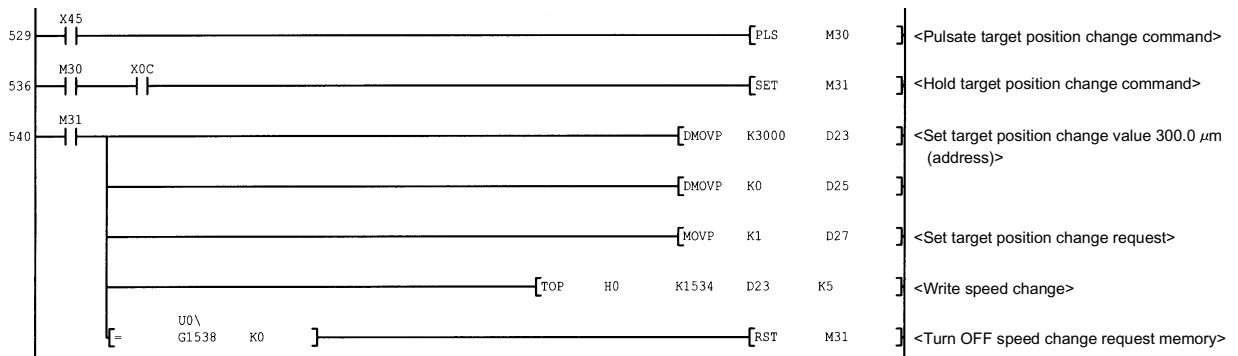 X45
529 [PLS M30 ] <Pulsate target position change command>
M30 X0C
536 [SET M31 ] <Hold target position change command>
M31
540 [DMOVP K3000 D23 ] <Set target position change value 300.0 μm
(address)>
[DMOVP K0 D25 ]
[MOVP K1 D27 ] <Set target position change request>
[TOP H0 K1534 D23 K5 ] <Write speed change>
U0\
[= G1538 K0 ] [RST M31 ] <Turn OFF speed change request memory>